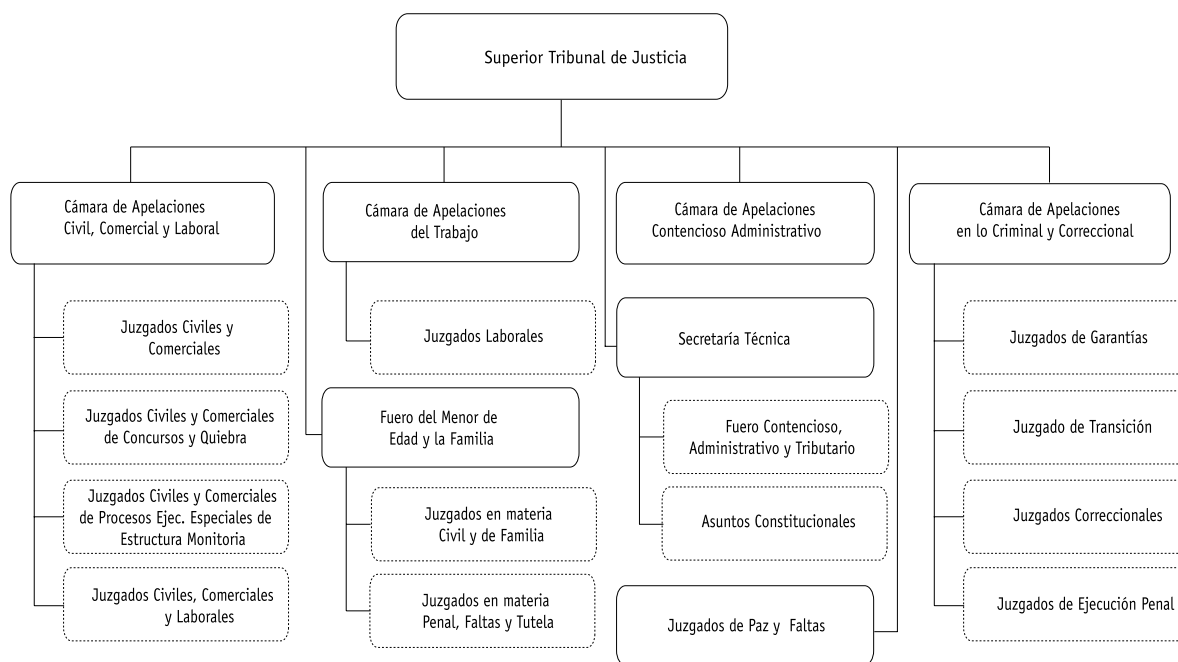 Superior Tribunal de Justicia
Cámara de Apelaciones
Civil, Comercial y Laboral
Juzgados Civiles y
Comerciales
Juzgados Civiles y Comerciales
de Concursos y Quiebra
Juzgados Civiles y Comerciales
de Procesos Ejec. Especiales de
Estructura Monitoria
Juzgados Civiles, Comerciales
y Laborales
Cámara de Apelaciones
del Trabajo
Juzgados Laborales
Fuero del Menor de
Edad y la Familia
Juzgados en materia
Civil y de Familia
Juzgados en materia
Penal, Faltas y Tutela
Cámara de Apelaciones
Contencioso Administrativo
Secretaría Técnica
Fuero Contencioso,
Administrativo y Tributario
Asuntos Constitucionales
Juzgados de Paz y Faltas
Cámara de Apelaciones
en lo Criminal y Correccional
Juzgados de Garantías
Juzgado de Transición
Juzgados Correccionales
Juzgados de Ejecución Penal